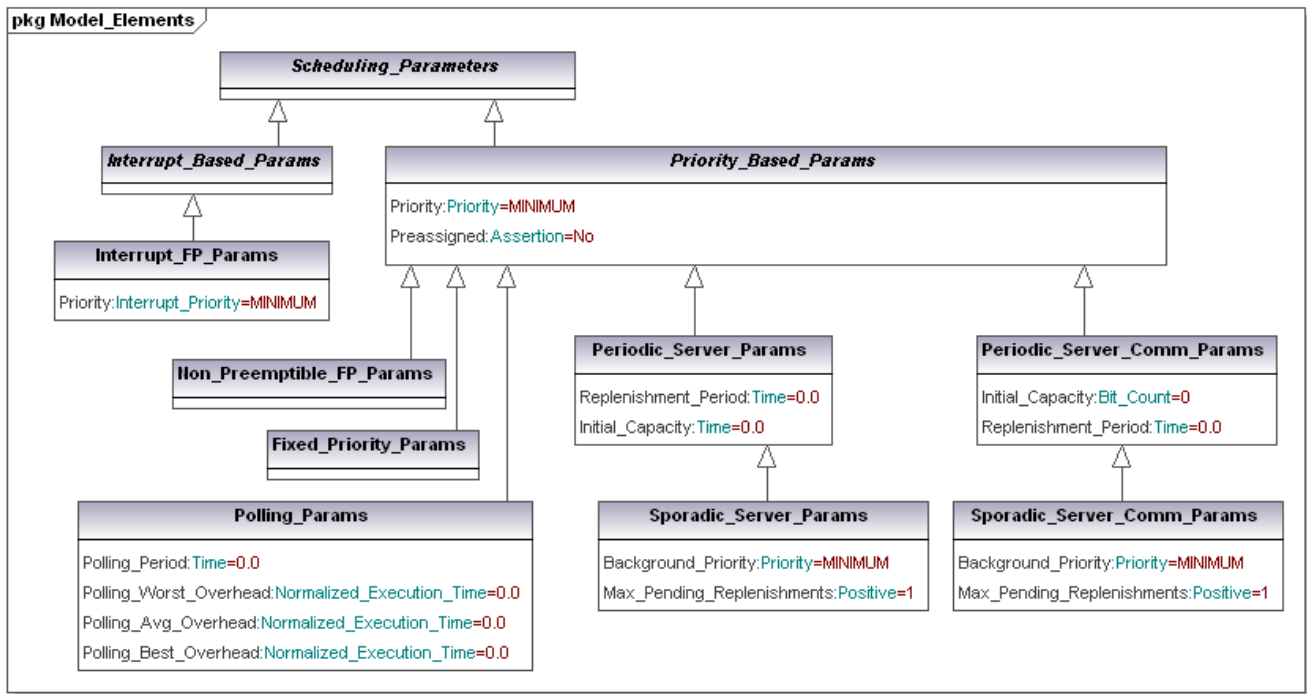 pkg Model_Elements
Scheduling_Parameters
Interrupt_Based_Params
Priority_Based_Params
Priority:Priority=MINIMUM
Preassigned:Assertion=No
Interrupt_FP_Params
Priority:Interrupt_Priority=MINIMUM
Non_Preemptible_FP_Params
Fixed_Priority_Params
Periodic_Server_Params
Replenishment_Period:Time=0.0
Initial_Capacity:Time=0.0
Periodic_Server_Comm_Params
Initial_Capacity:Bit_Count=0
Replenishment_Period:Time=0.0
Polling_Params
Polling_Period:Time=0.0
Polling_Worst_Overhead:Normalized_Execution_Time=0.0
Polling_Avg_Overhead:Normalized_Execution_Time=0.0
Polling_Best_Overhead:Normalized_Execution_Time=0.0
Sporadic_Server_Params
Background_Priority:Priority=MINIMUM
Max_Pending_Replenishments:Positive=1
Sporadic_Server_Comm_Params
Background_Priority:Priority=MINIMUM
Max_Pending_Replenishments:Positive=1